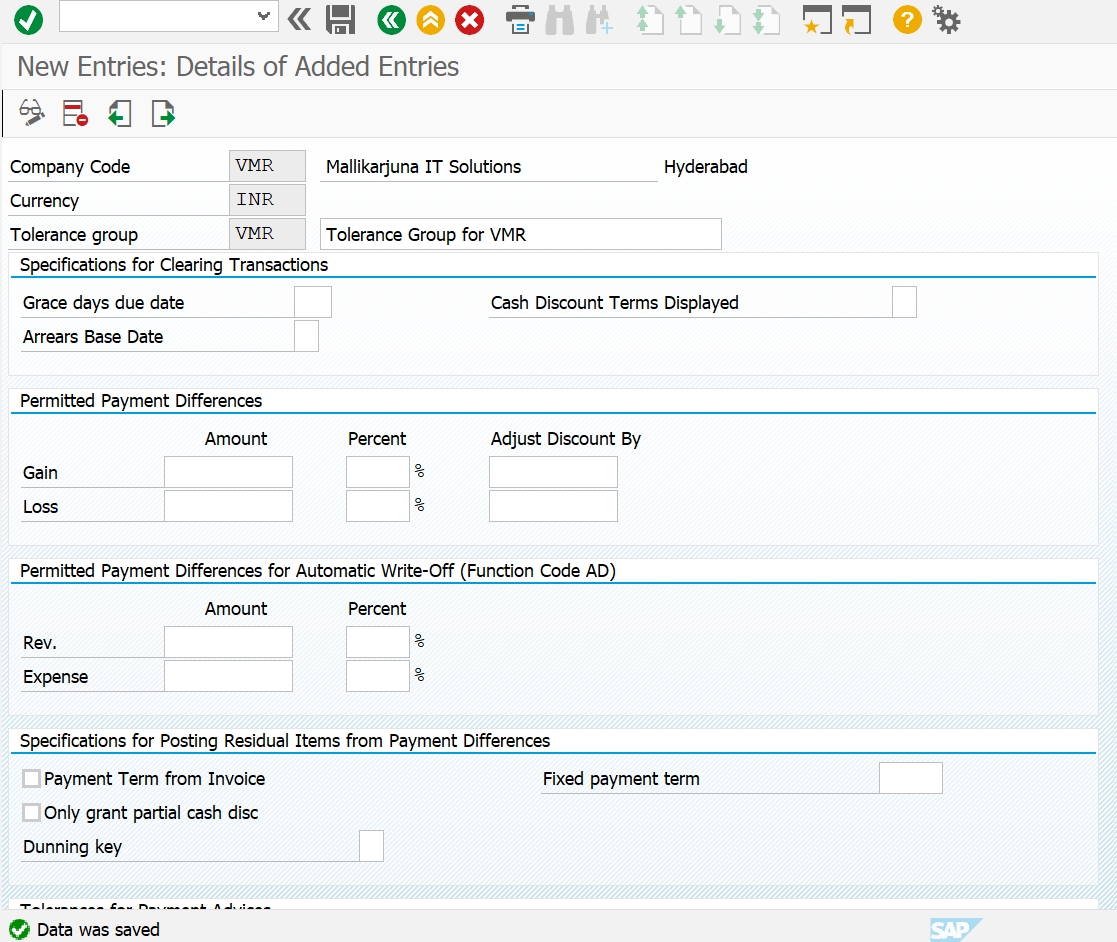 New Entries: Details of Added Entries
Company Code VMR Mallikarjuna IT Solutions Hyderabad
Currency INR
Tolerance group VMR Tolerance Group for VMR
Specifications for Clearing Transactions
Grace days due date Cash Discount Terms Displayed
Arrears Base Date
Permitted Payment Differences
Amount Percent Adjust Discount By
Gain %
Loss %
Permitted Payment Differences for Automatic Write-Off (Function Code AD)
Amount Percent
Rev. %
Expense %
Specifications for Posting Residual Items from Payment Differences
Payment Term from Invoice Fixed payment term
Only grant partial cash disc
Dunning key
Tolerances for Payment Advices
Data was saved SAP